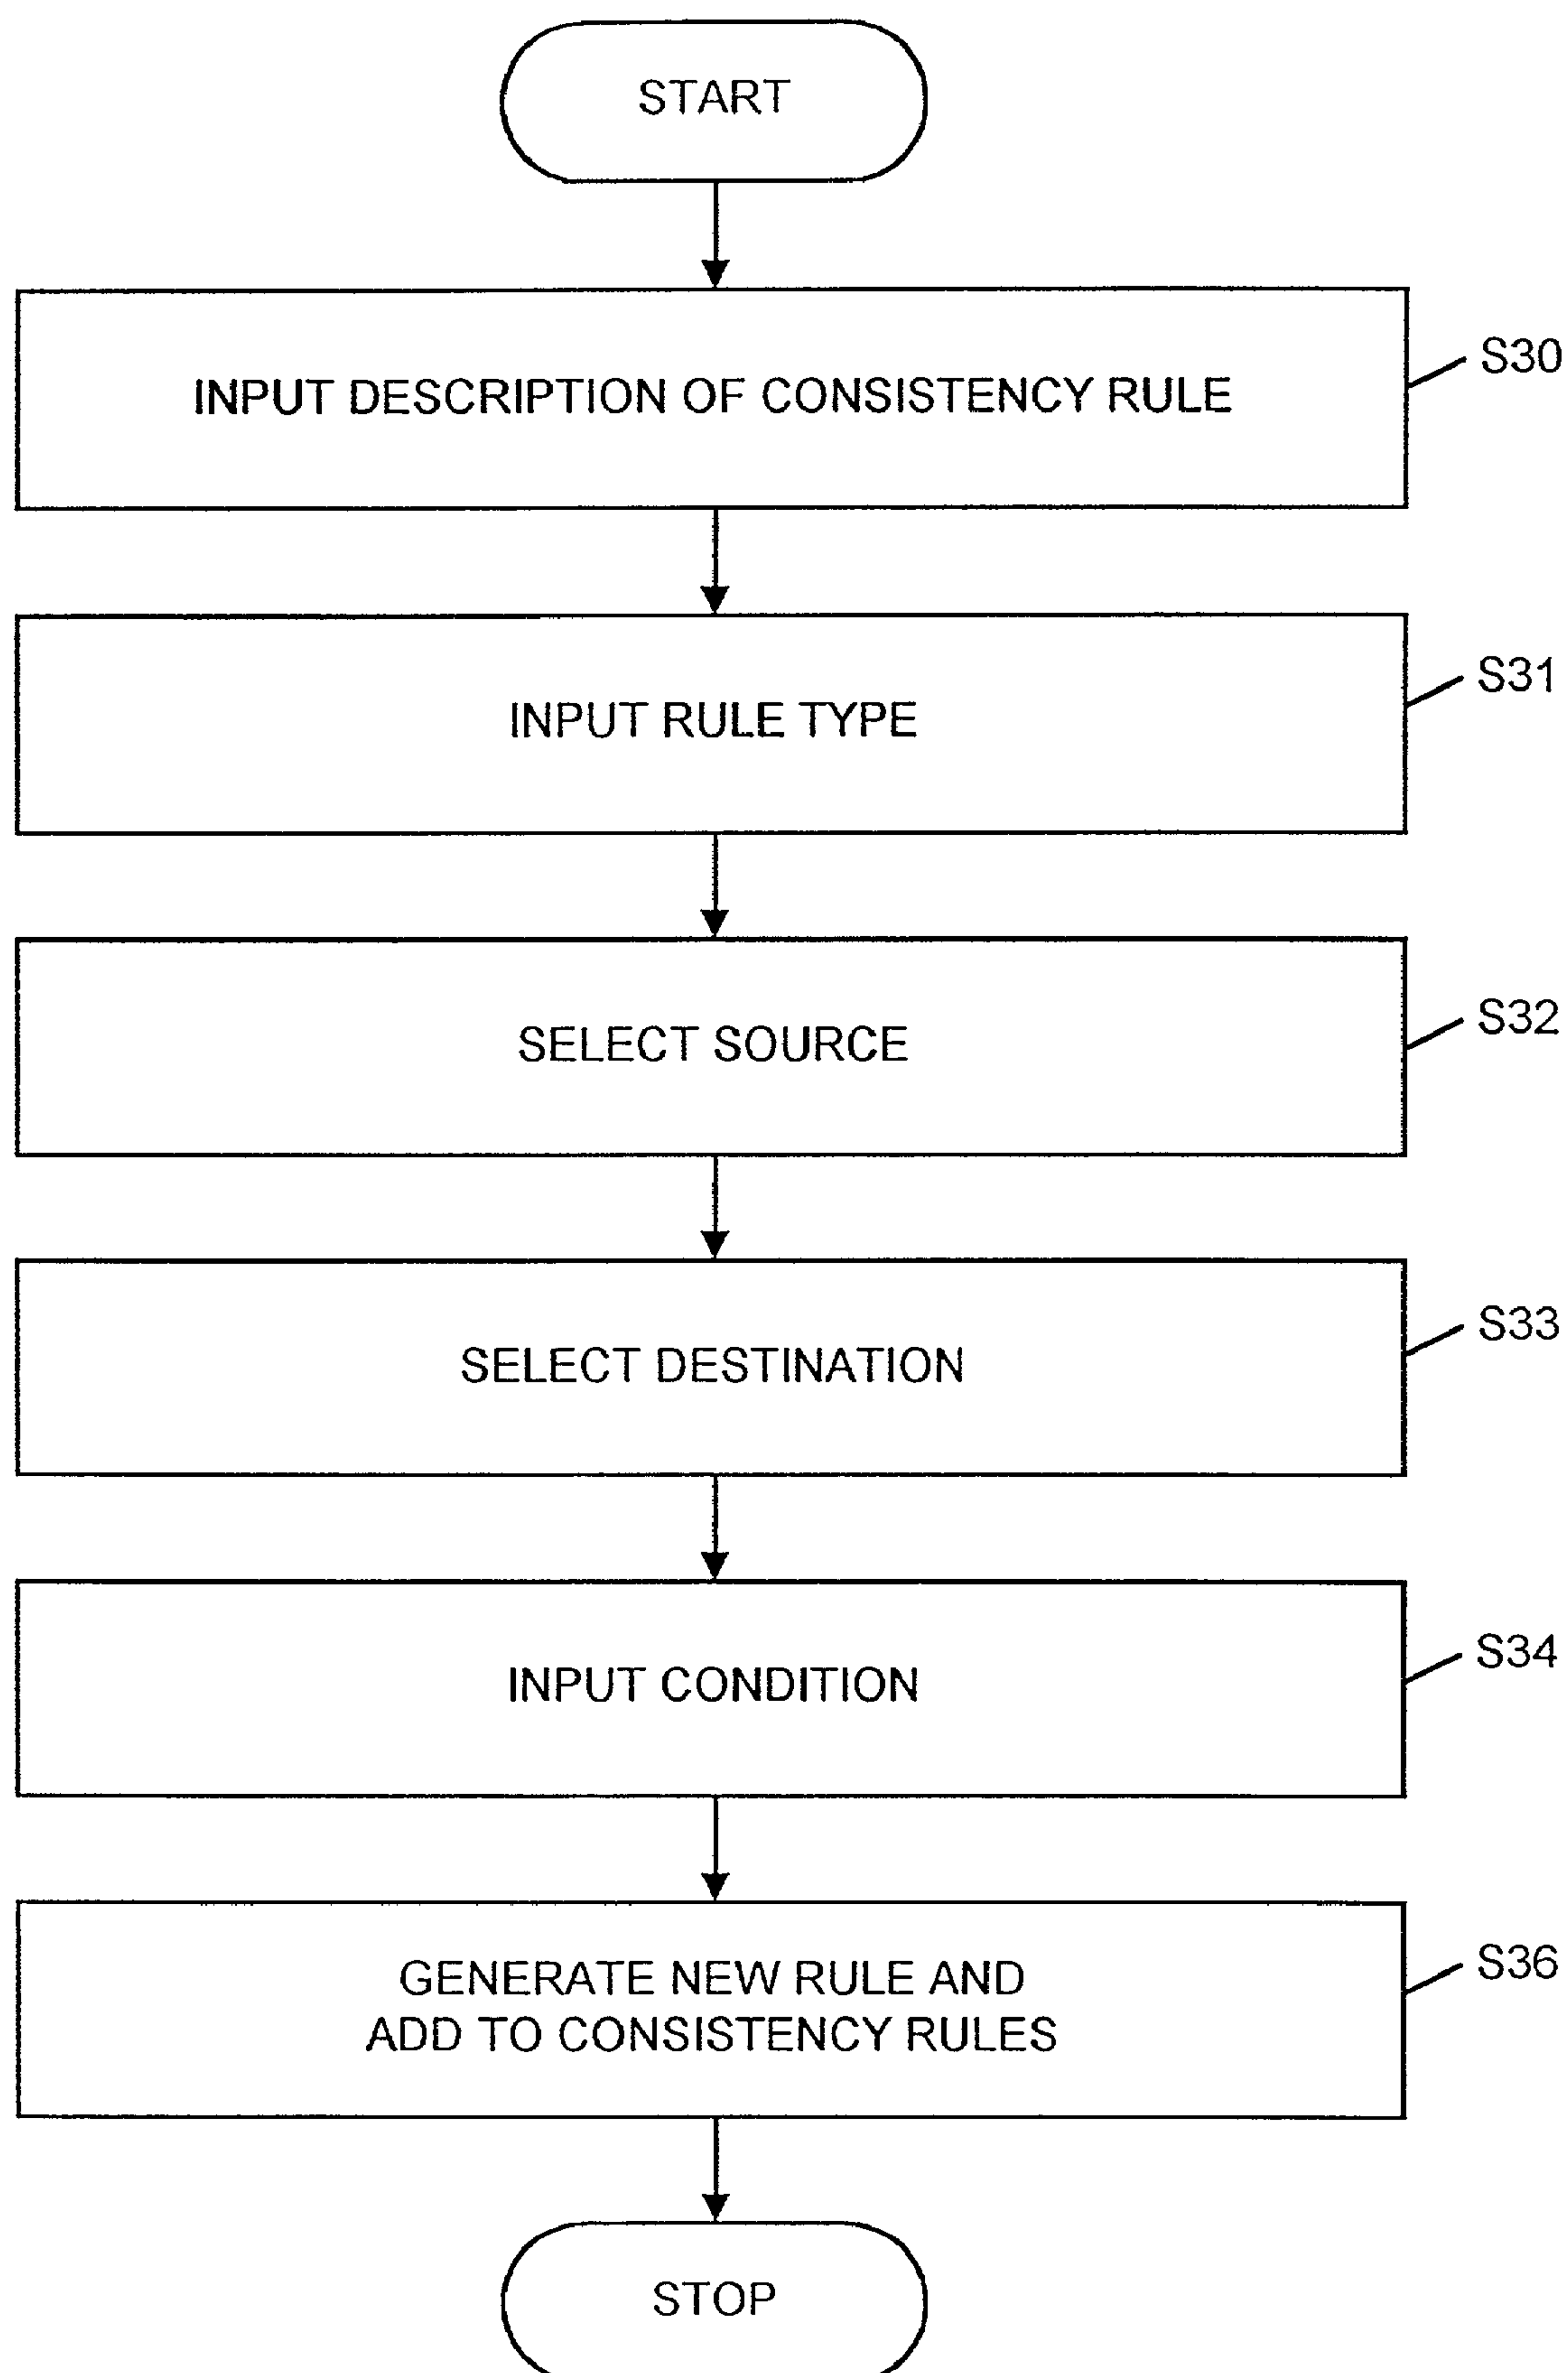 START
INPUT DESCRIPTION OF CONSISTENCY RULE
S30
INPUT RULE TYPE
S31
SELECT SOURCE
S32
SELECT DESTINATION
S33
INPUT CONDITION
S34
GENERATE NEW RULE AND
ADD TO CONSISTENCY RULES
S36
STOP